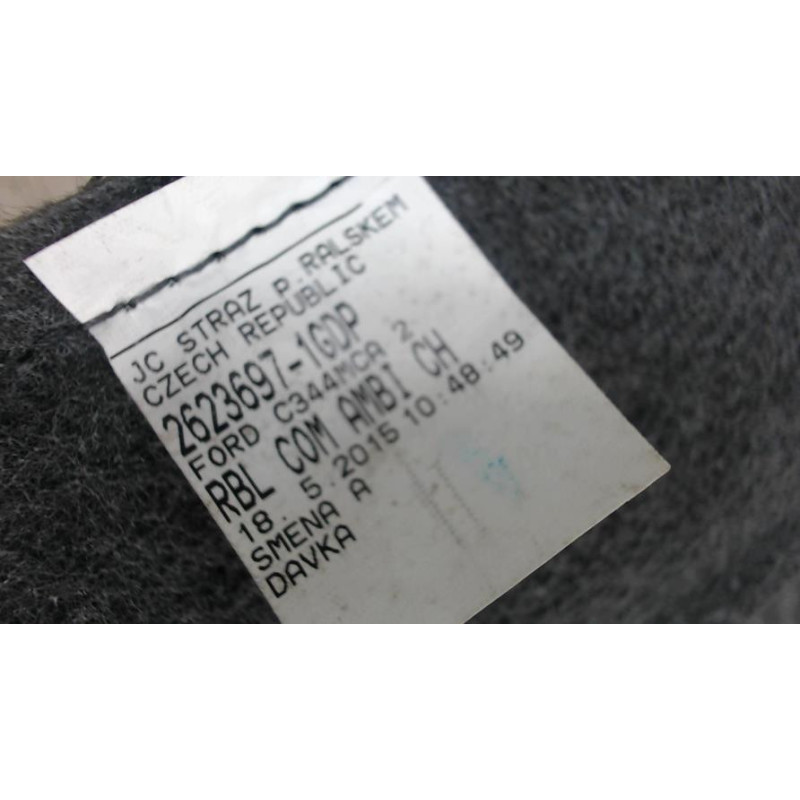 JC STRAZ P.RALSKEM
CZECH REPUBLIC
2623697-1GDP
FORD C344MCA 2
RBL COM AMBI CH
18. 5.2015 10:48:49
SMENA A
DAVKA